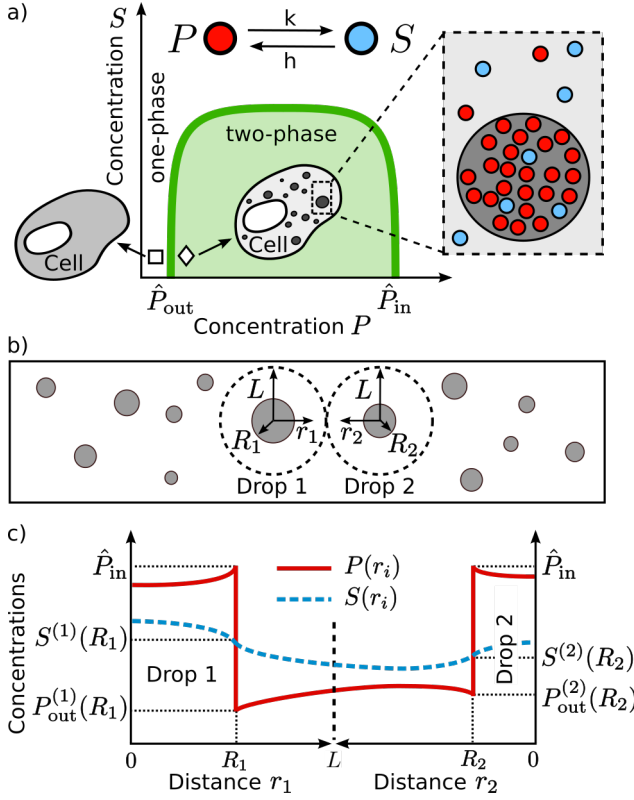 a)
Concentration S
one-phase
P k S
h
two-phase
Cell
Cell
P̂out
P̂in
Concentration P
b)
L
L
R1
r1
r2
R2
Drop 1
Drop 2
c)
Concentrations
P̂in
S(1)(R1)
P(1)out(R1)
P(ri)
S(ri)
Drop 1
Drop 2
P̂in
S(2)(R2)
P(2)out(R2)
0
R1
L
R2
0
Distance r1
Distance r2